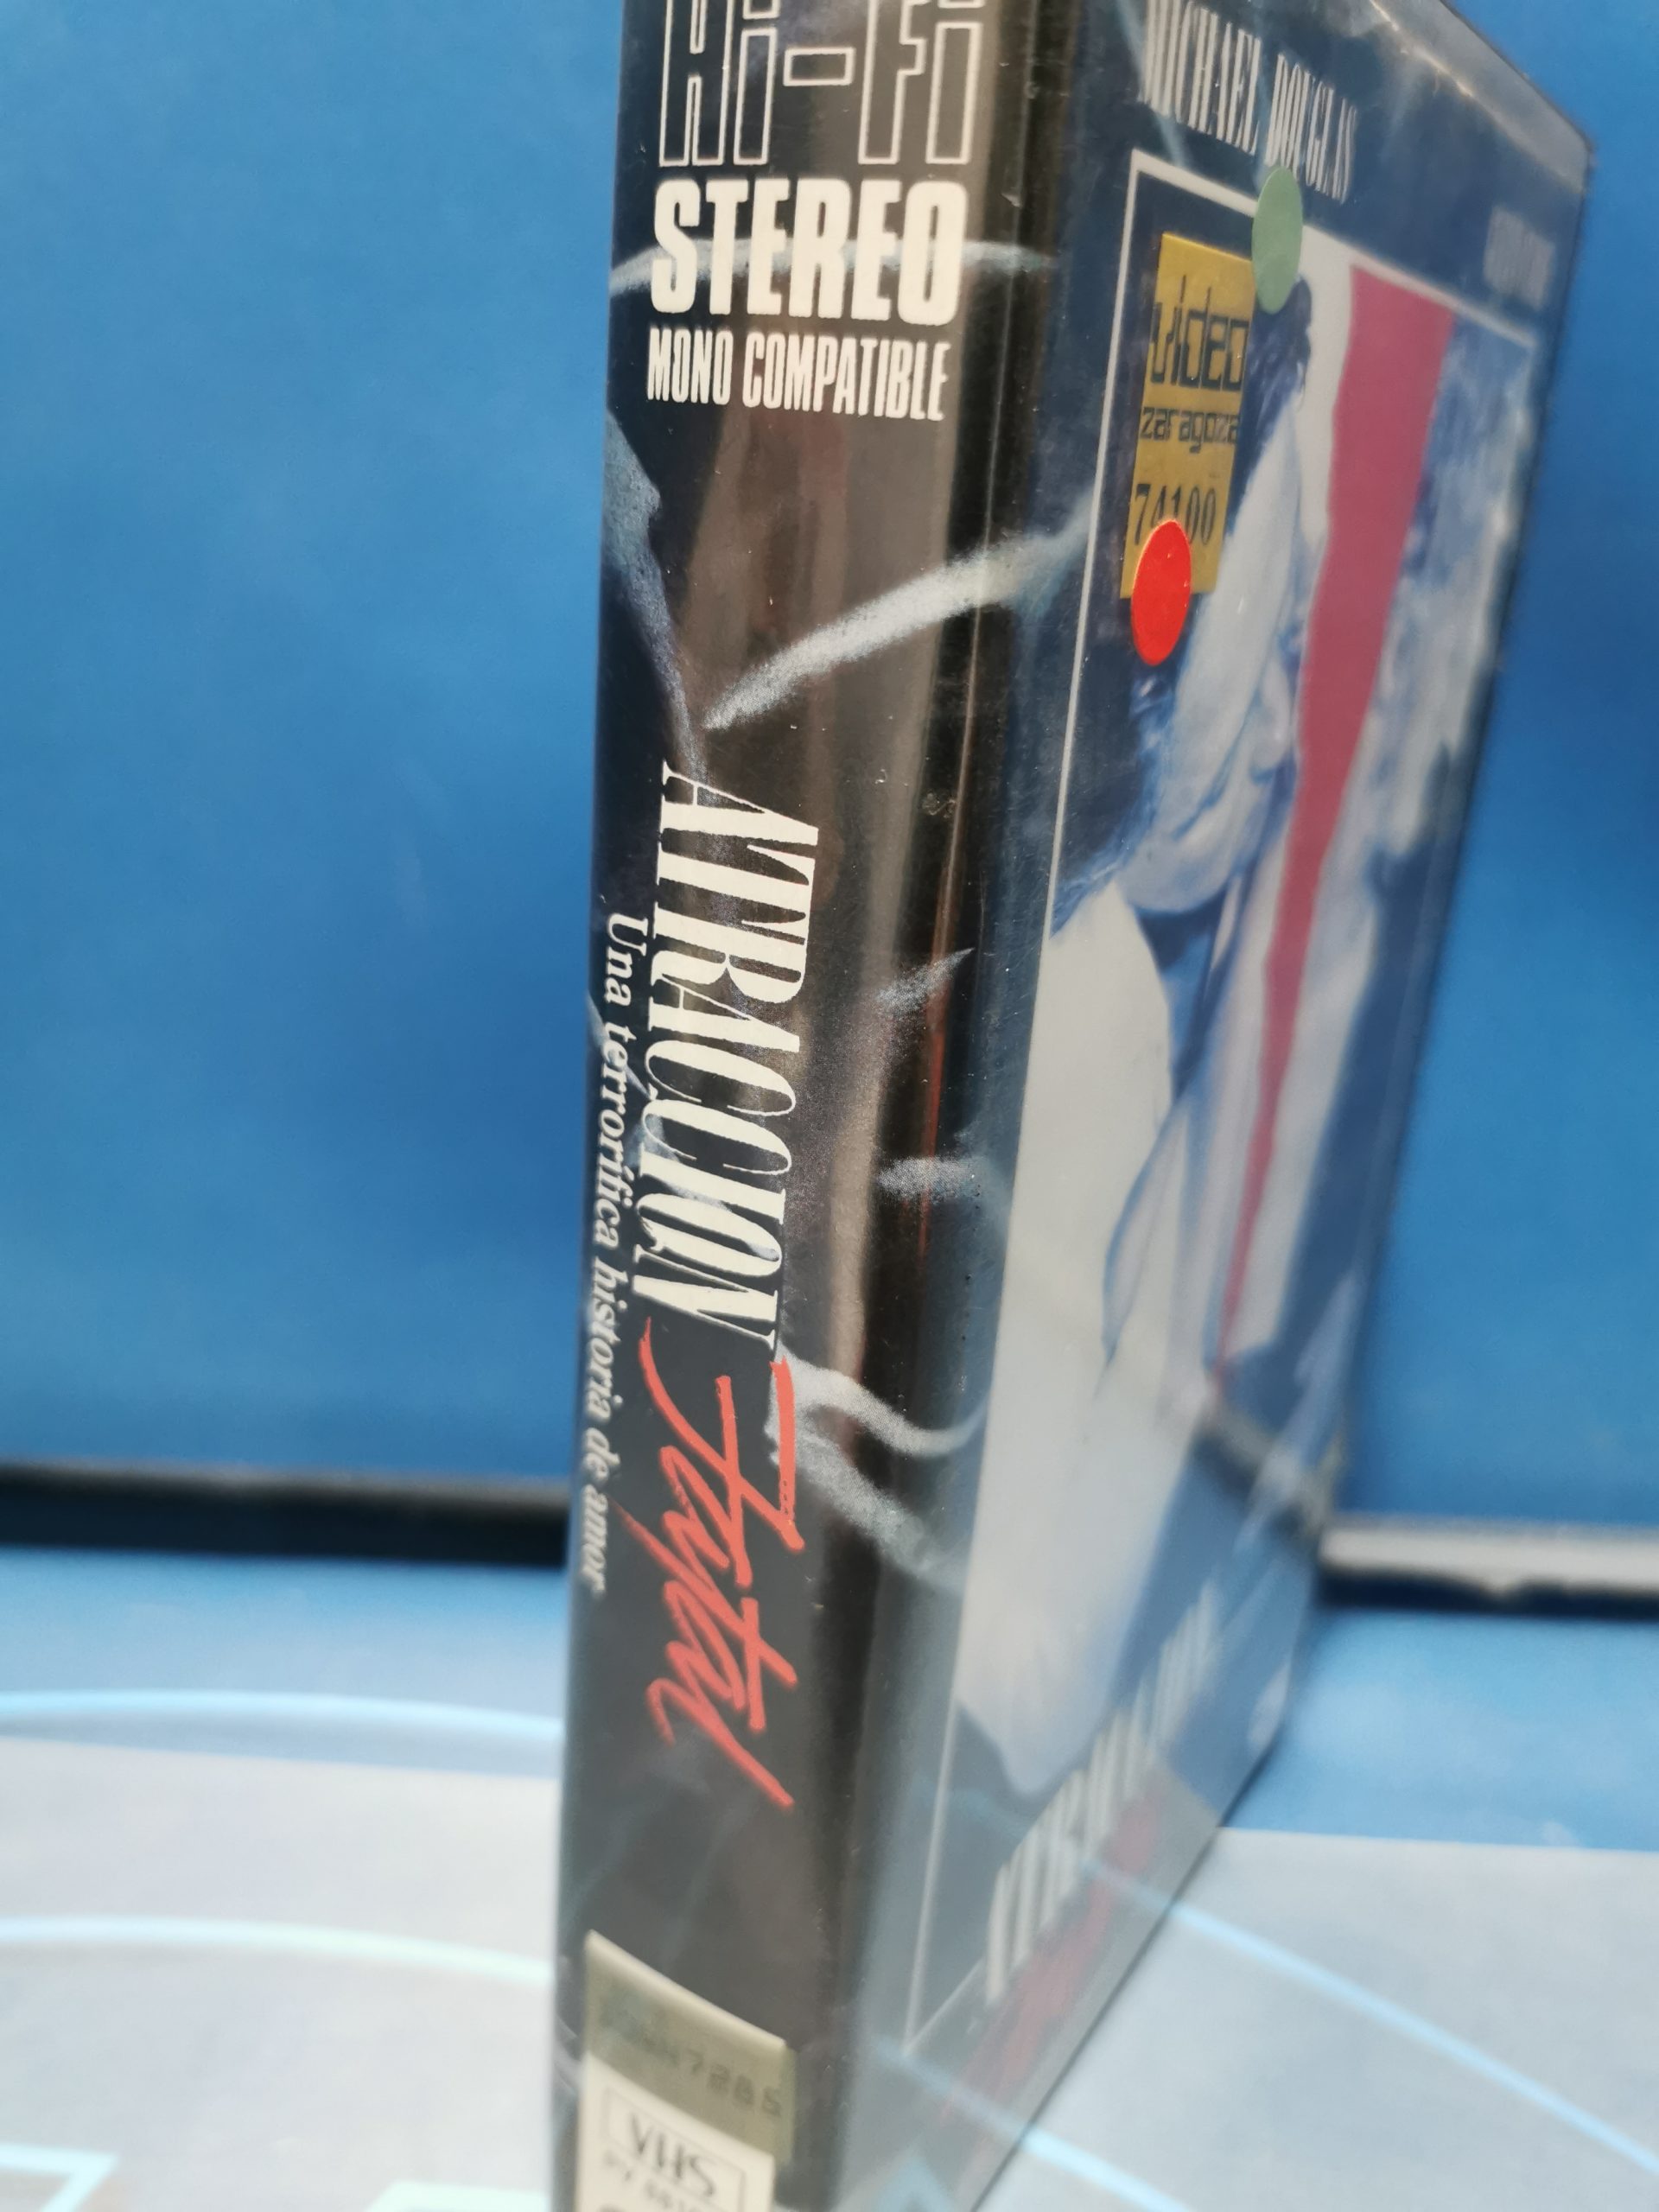 Hi-Fi
STEREO
MONO COMPATIBLE
ATRACCION Fatal
Una terrorífica historia de amor
VHS
MICHAEL DOUGLAS
video
zaragoza
74100